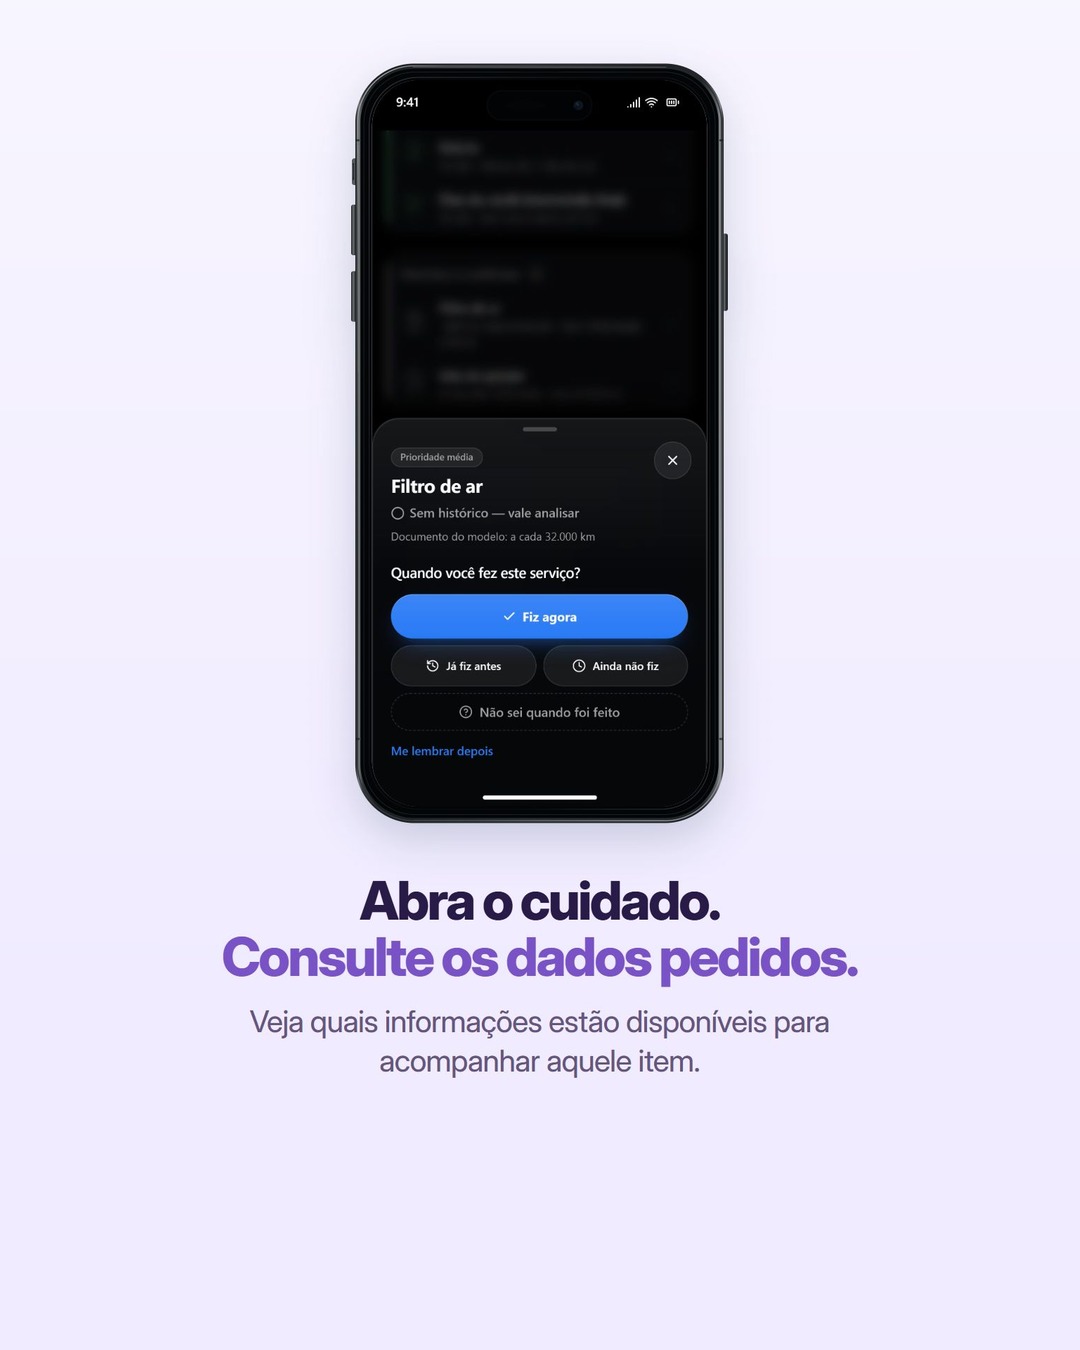 9:41
Prioridade média
Filtro de ar
Sem histórico — vale analisar
Documento do modelo: a cada 32.000 km
Quando você fez este serviço?
Fiz agora
Já fiz antes
Ainda não fiz
Não sei quando foi feito
Me lembrar depois
Abra o cuidado.
Consulte os dados pedidos.
Veja quais informações estão disponíveis para
acompanhar aquele item.